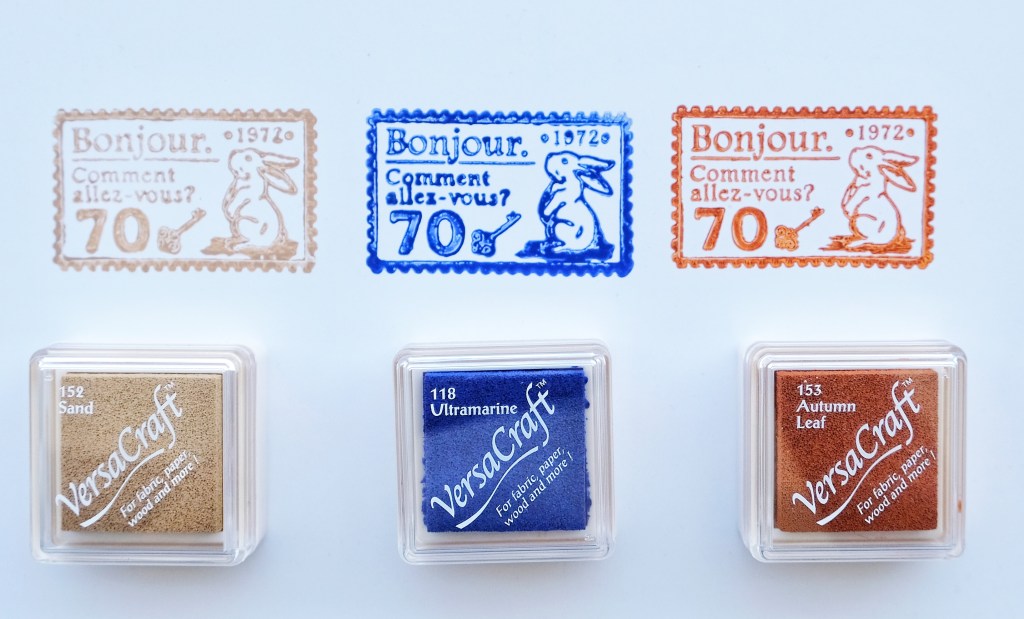 Bonjour. •1972•
Comment
allez-vous?
70
Bonjour. •1972•
Comment
allez-vous?
70
Bonjour. •1972•
Comment
allez-vous?
70
152
Sand
VersaCraft™
For fabric, paper,
wood and more!
118
Ultramarine
VersaCraft™
For fabric, paper,
wood and more!
153
Autumn
Leaf
VersaCraft™
For fabric, paper,
wood and more!